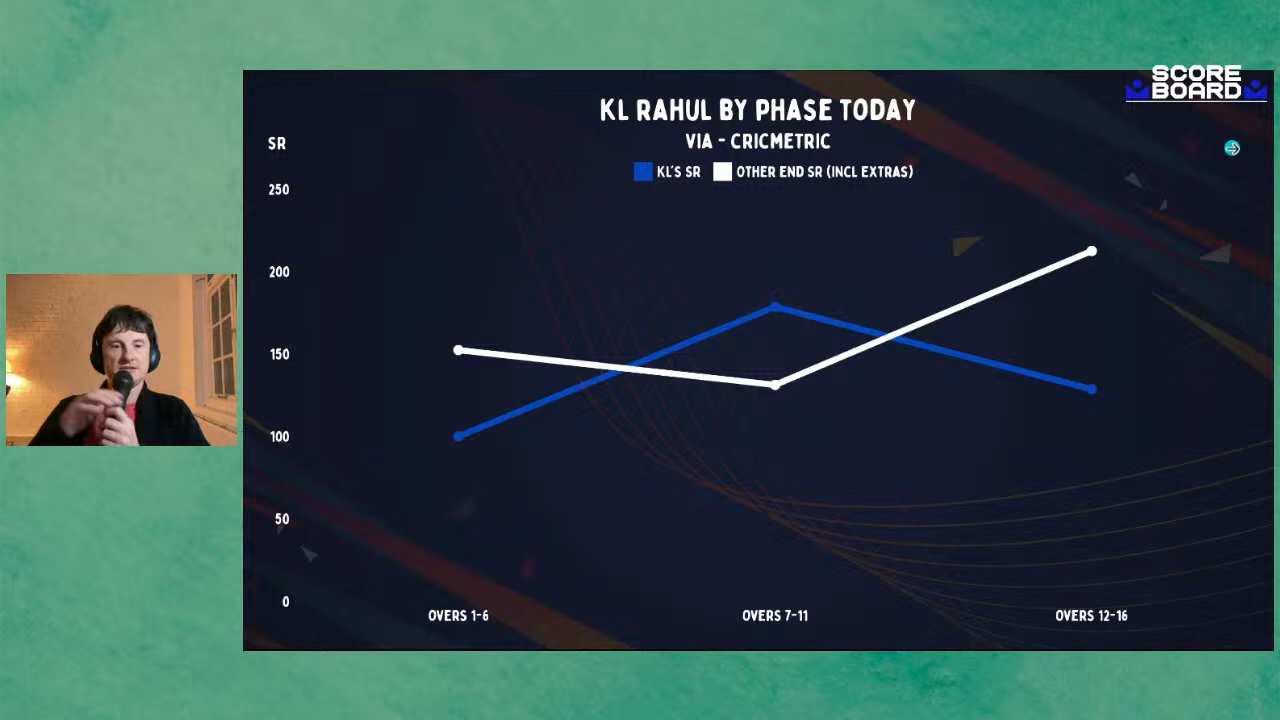 SCORE
BOARD
KL RAHUL BY PHASE TODAY
VIA - CRICMETRIC
SR
KL'S SR
OTHER END SR (INCL EXTRAS)
250
200
150
100
50
0
OVERS 1-6
OVERS 7-11
OVERS 12-16